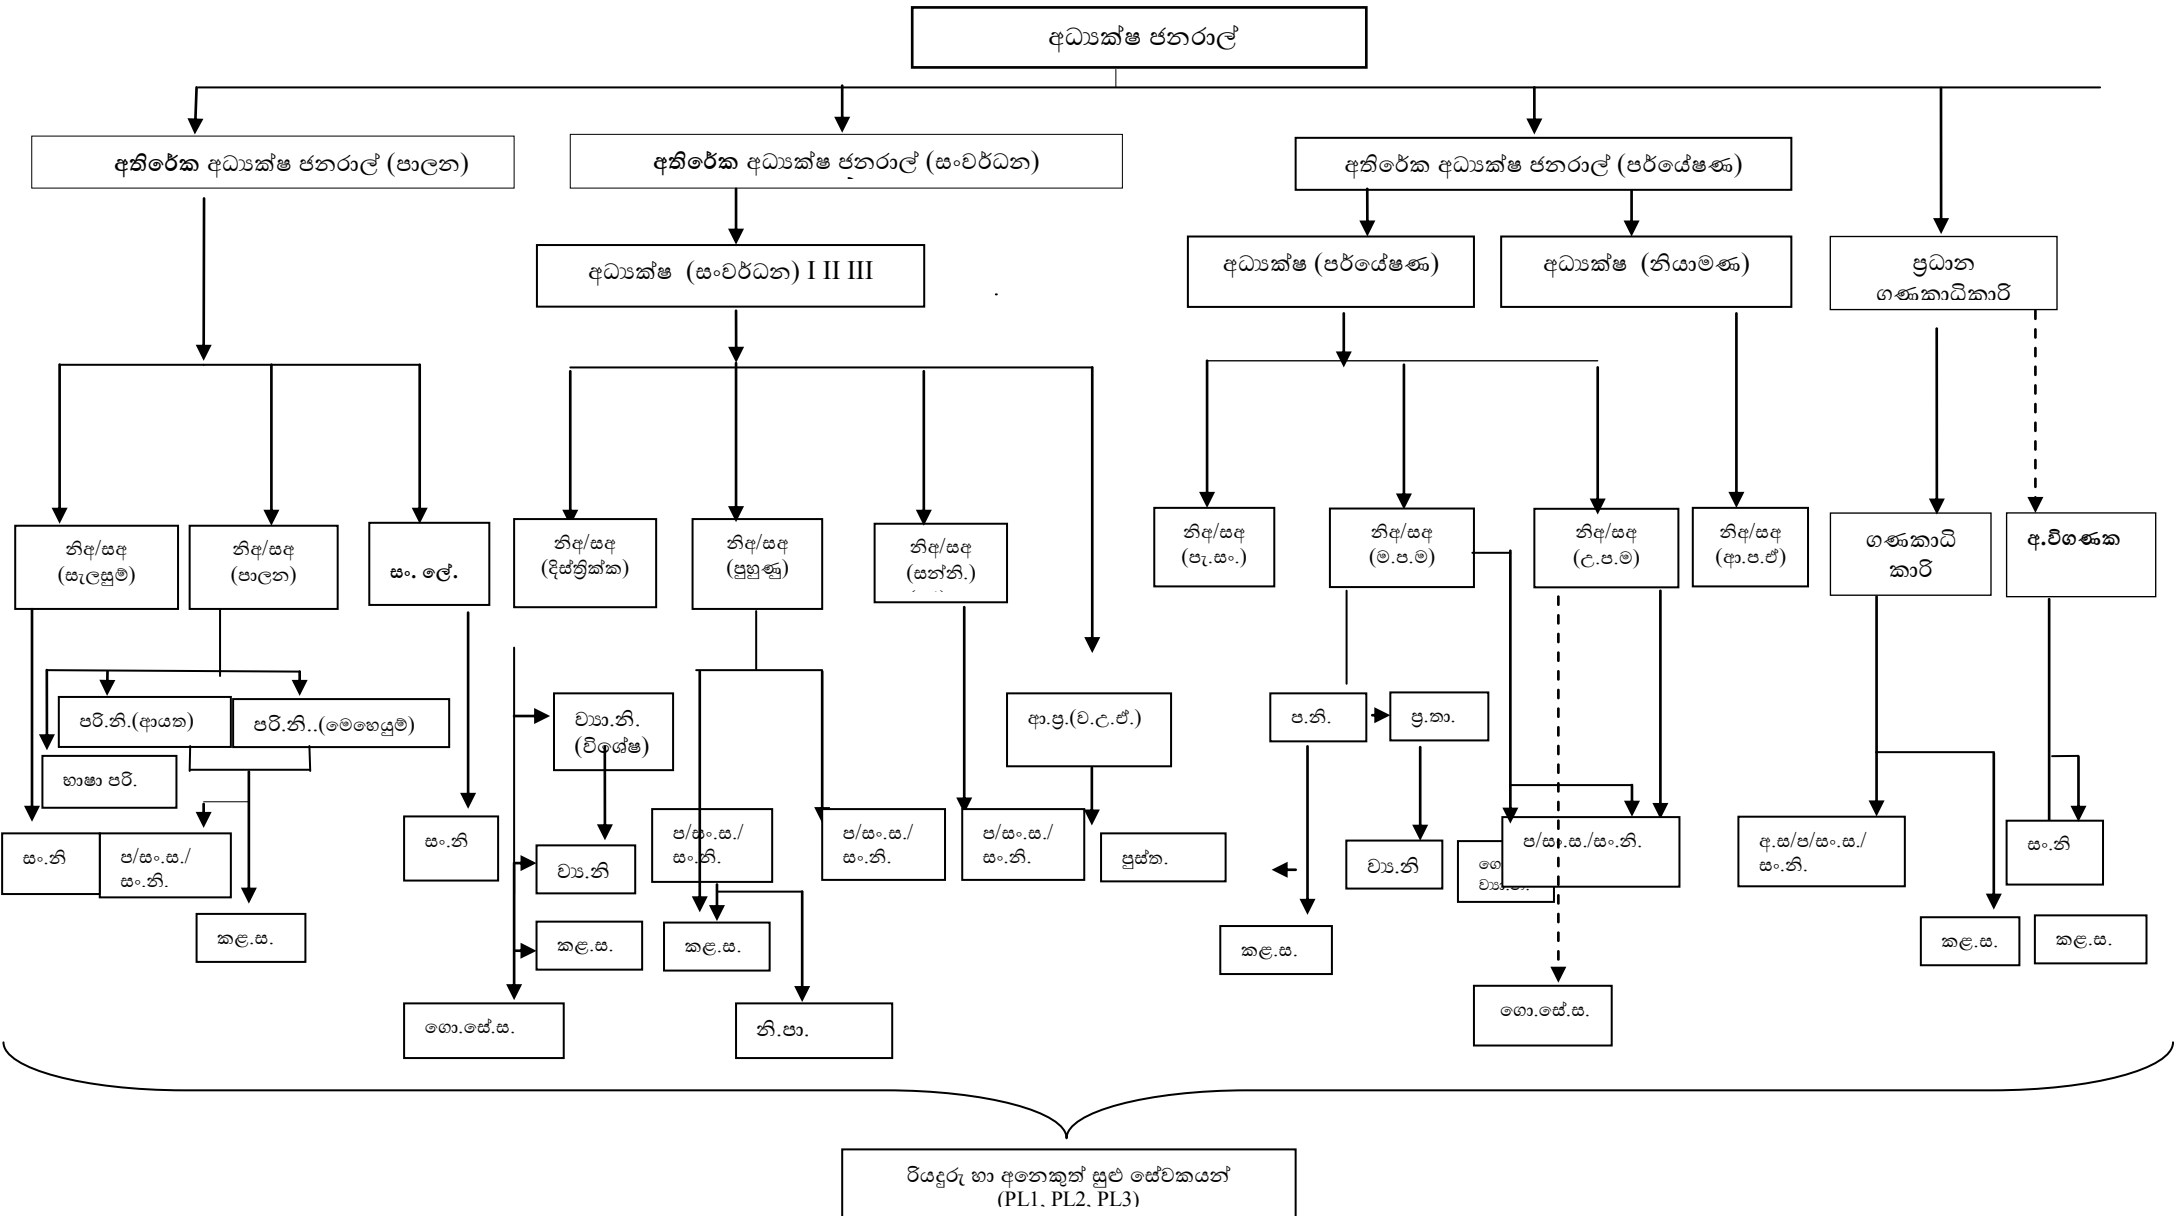 අධ්‍යක්ෂ ජනරාල්
අතිරේක අධ්‍යක්ෂ ජනරාල් (පාලන)
අතිරේක අධ්‍යක්ෂ ජනරාල් (සංවර්ධන)
අතිරේක අධ්‍යක්ෂ ජනරාල් (පර්යේෂණ)
අධ්‍යක්ෂ (සංවර්ධන) I II III
අධ්‍යක්ෂ (පර්යේෂණ)
අධ්‍යක්ෂ (නියාමණ)
ප්‍රධාන
ගණකාධිකාරි
නිඅ/සඅ
(සැලසුම්)
නිඅ/සඅ
(පාලන)
සං. ලේ.
නිඅ/සඅ
(දිස්ත්‍රික්ක)
නිඅ/සඅ
(පුහුණු)
නිඅ/සඅ
(සන්නි.)
නිඅ/සඅ
(පැ.සං.)
නිඅ/සඅ
(ම.ප.ම)
නිඅ/සඅ
(උ.ප.ම)
නිඅ/සඅ
(ආ.ප.ඒ)
ගණකාධි
කාරි
අ.විගණක
පරි.නි.(ආයත)
පරි.නි..(මෙහෙයුම්)
ව්‍යා.නි.
(විශේෂ)
ආ.ප්‍ර.(ව.උ.ඒ.)
ප.නි.
ප්‍ර.තා.
භාෂා පරි.
සං.නි
ප/සං.ස./
සං.නි.
සං.නි
ව්‍යා.නි
ප/සං.ස./
සං.නි.
ප/සං.ස./
සං.නි.
ප/සං.ස./
සං.නි.
පුස්ත.
ව්‍යා.නි
ගො
ප/සං.ස./සං.නි.
අ.ස/ප/සං.ස./
සං.නි.
සං.නි
කළ.ස.
කළ.ස.
කළ.ස.
කළ.ස.
කළ.ස.
කළ.ස.
ගො.සේ.ස.
නි.පා.
ගො.සේ.ස.
රියදුරු හා අනෙකුත් සුළු සේවකයන්
(PL1, PL2, PL3)